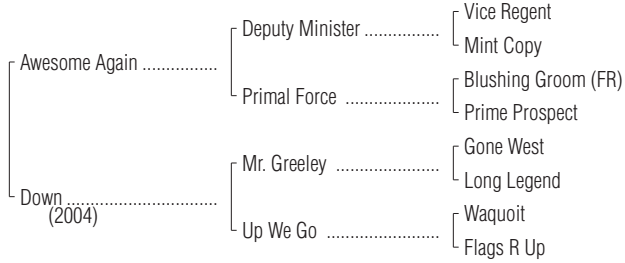 Vice Regent
Deputy Minister ..................
Mint Copy
Awesome Again ................
Blushing Groom (FR)
Primal Force ......................
Prime Prospect
Gone West
Mr. Greeley ........................
Long Legend
Down ................................
(2004)
Waquoit
Up We Go ..........................
Flags R Up